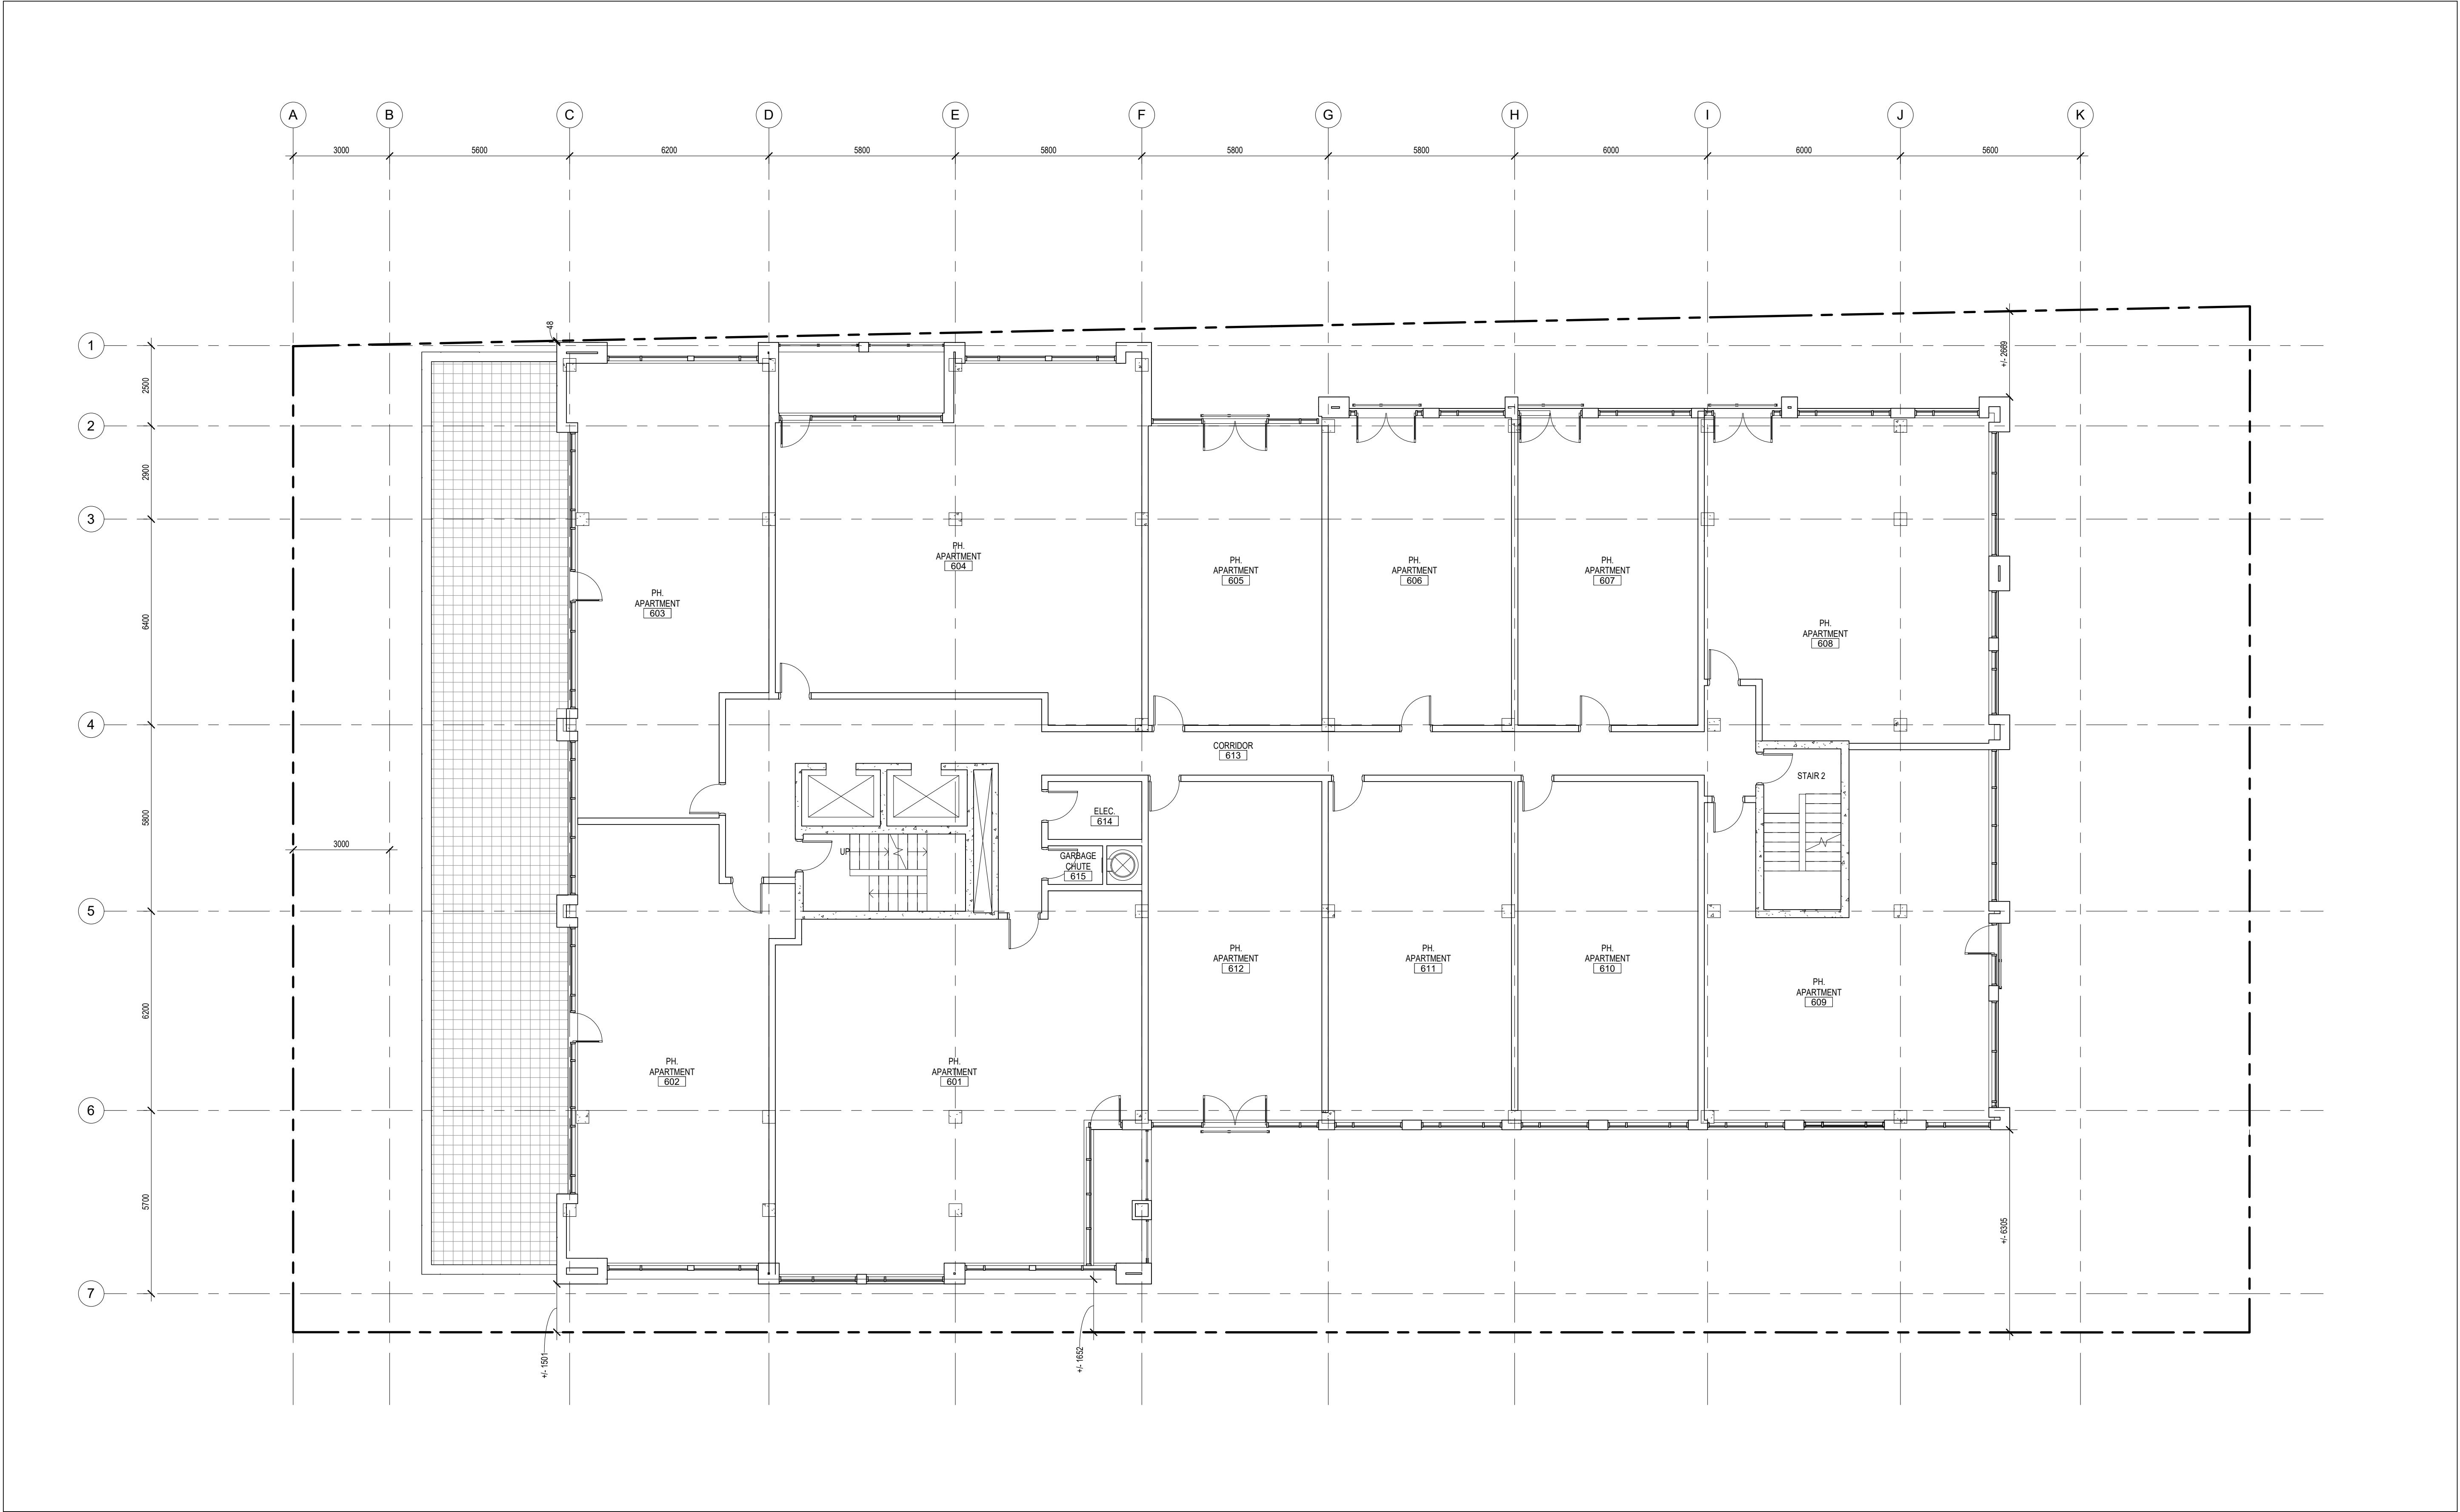 A B C D E F G H I J K
3000 5600 6200 5800 5800 5800 5800 6000 6000 5600
1
48
+/- 2669
2500
2
2900
3
PH.
APARTMENT
604
PH.
APARTMENT
605
PH.
APARTMENT
606
PH.
APARTMENT
607
PH.
APARTMENT
603
PH.
APARTMENT
608
6400
4
CORRIDOR
613
STAIR 2
ELEC.
614
5800
3000
UP
GARBAGE
CHUTE
615
5
PH.
APARTMENT
612
PH.
APARTMENT
611
PH.
APARTMENT
610
PH.
APARTMENT
609
6200
PH.
APARTMENT
602
PH.
APARTMENT
601
6
5700
+/- 6305
7
+/- 1501
+/- 1652